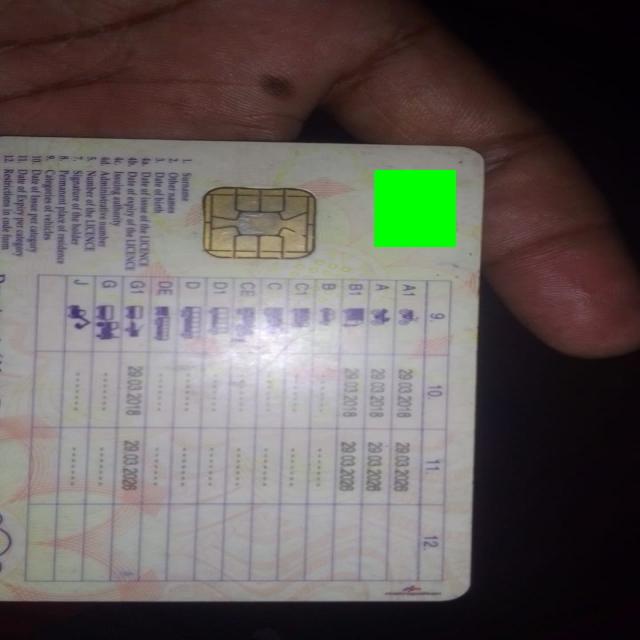 1. Surname
2. Other name
3. Date of birth
4a. Date of issue of the LICENCE
4b. Date of expiry of the LICENCE
4c. Issuing authority
4d. Administrative number
5. Number of the LICENCE
7. Signature of the holder
8. Permanent place of residence
9. Categories of vehicle
10. Date of issue per category
11. Date of Expiry per category
12. Restrictions in code form
9 10 11 12
A1 29.03.2018 29.03.2028
A 29.03.2018 29.03.2028
B1 29.03.2018 29.03.2028
B ****** ******
C1 ****** ******
C ****** ******
CE ****** ******
D1 ****** ******
D ****** ******
DE ****** ******
G1 29.03.2018 29.03.2028
G ****** ******
J ****** ******